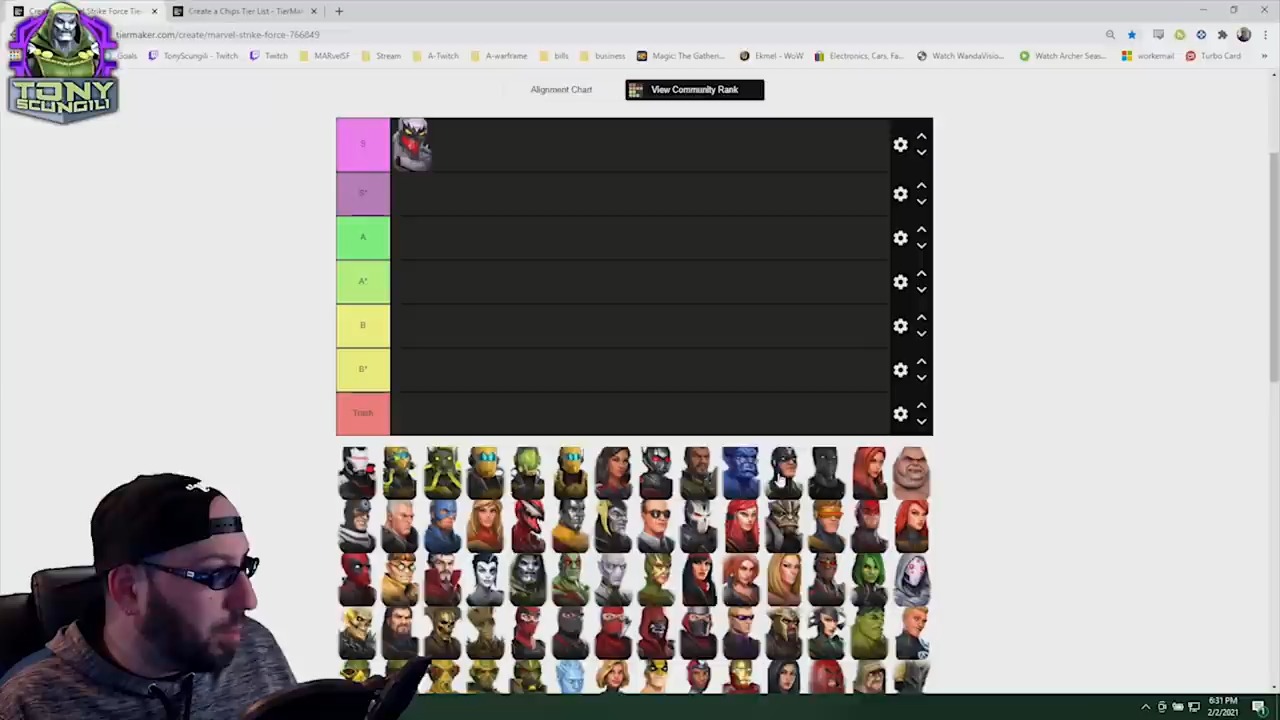 Create a Chips Tier List - TierMa
tiermaker.com/create/marvel-strike-force-766849
TonyScungili - Twitch
Twitch
MARvelSF
Stream
A-Twitch
A-warframe
bills
business
Magic: The Gatheri...
Ekmel - WoW
Electronics, Cars, Fa...
Watch WandaVisio...
Watch Archer Seas...
workemail
Turbo Card
TONY
SCUNGILI
Alignment Chart
View Community Rank
S
S*
A
A*
B
B*
Trash
6:31 PM
2/2/2021